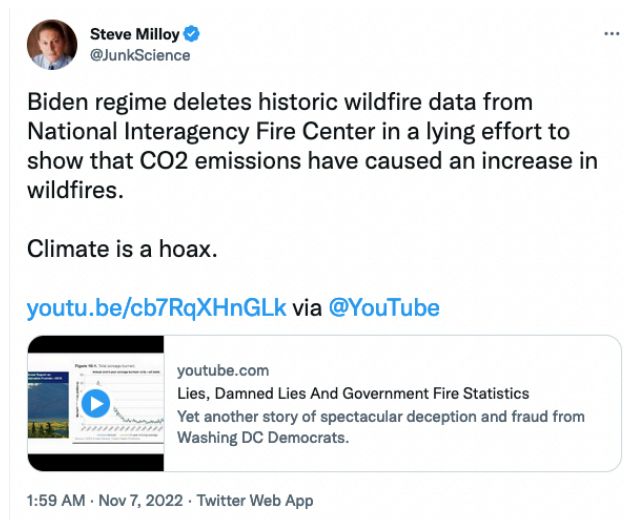 Steve Milloy
@JunkScience
Biden regime deletes historic wildfire data from
National Interagency Fire Center in a lying effort to
show that CO2 emissions have caused an increase in
wildfires.
Climate is a hoax.
youtu.be/cb7RqXHnGLk via @YouTube
youtube.com
Lies, Damned Lies And Government Fire Statistics
Yet another story of spectacular deception and fraud from
Washing DC Democrats.
1:59 AM · Nov 7, 2022 · Twitter Web App